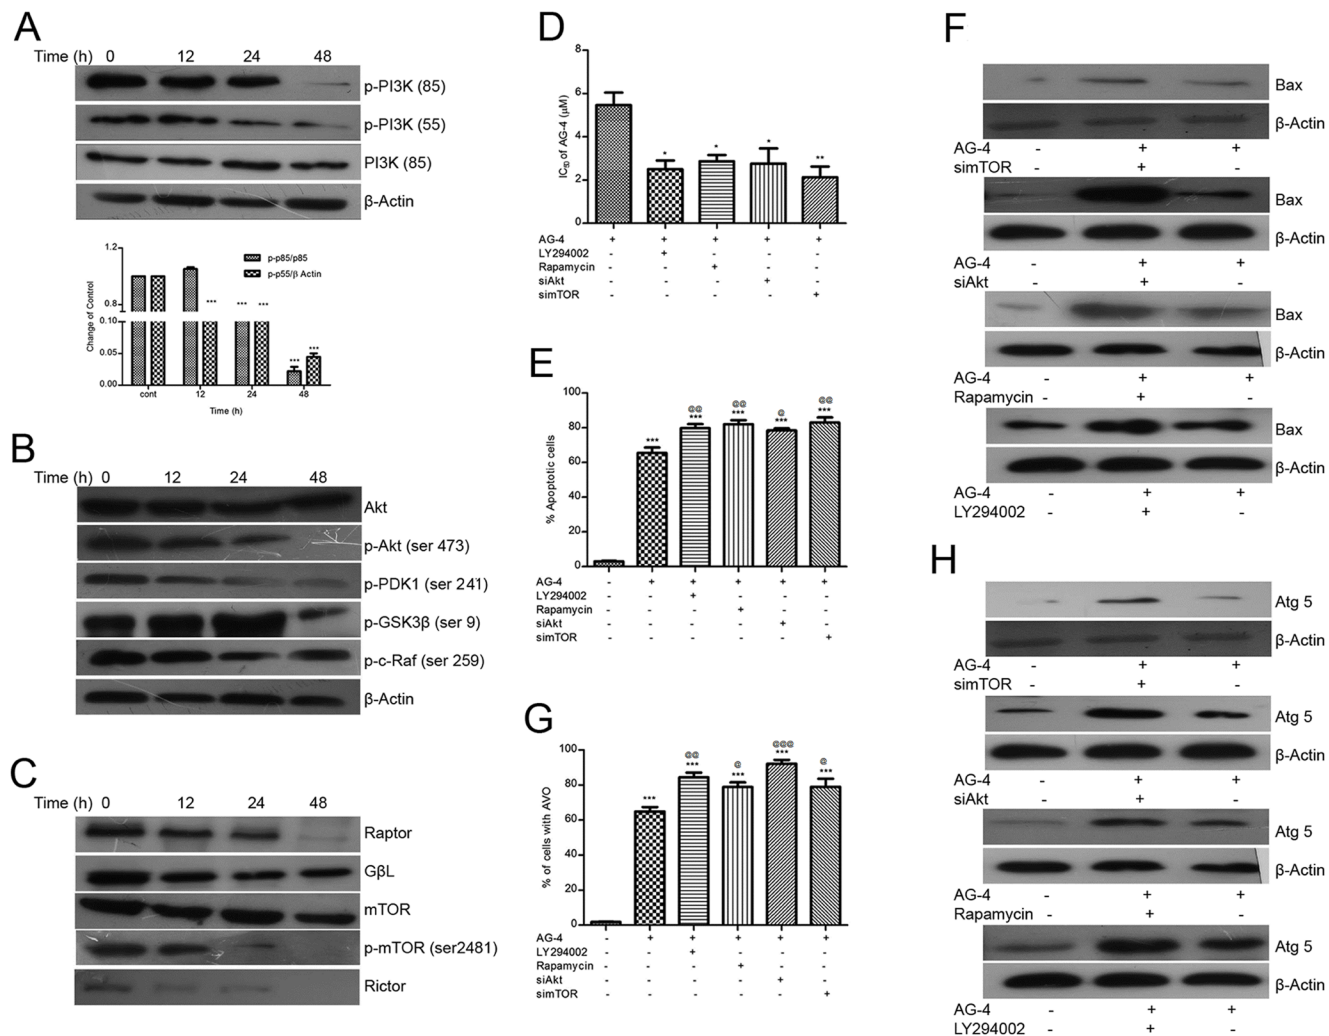 A
Time (h) 0 12 24 48
p-PI3K (85)
p-PI3K (55)
PI3K (85)
β-Actin
1.2
0.8
0.10
0.05
0.00
Change of Control
p-p85/p85
p-p55/β Actin
*** *** *** *** ***
cont 12 24 48
Time (h)
B
Time (h) 0 12 24 48
Akt
p-Akt (ser 473)
p-PDK1 (ser 241)
p-GSK3β (ser 9)
p-c-Raf (ser 259)
β-Actin
C
Time (h) 0 12 24 48
Raptor
GβL
mTOR
p-mTOR (ser2481)
Rictor
D
8
6
4
2
0
IC50 of AG-4 (μM)
* * * **
AG-4 + + + + +
LY294002 +
Rapamycin +
siAkt +
simTOR +
E
100
80
60
40
20
0
% Apoptotic cells
@@ @@ @ @@
*** *** *** *** ***
AG-4 - + + + + +
LY294002 - - + - - -
Rapamycin - - - + - -
siAkt - - - - + -
simTOR - - - - - +
G
100
80
60
40
20
0
% of cells with AVO
@@ @ @@@ @
*** *** *** *** ***
AG-4 - + + + + +
LY294002 - - + - - -
Rapamycin - - - + - -
siAkt - - - - + -
simTOR - - - - - +
F
Bax
β-Actin
AG-4 - + +
simTOR - + -
Bax
β-Actin
AG-4 - + +
siAkt - + -
Bax
β-Actin
AG-4 - + +
Rapamycin - + -
Bax
β-Actin
AG-4 - + +
LY294002 - + -
H
Atg 5
β-Actin
AG-4 - + +
simTOR - + -
Atg 5
β-Actin
AG-4 - + +
siAkt - + -
Atg 5
β-Actin
AG-4 - + +
Rapamycin - + -
Atg 5
β-Actin
AG-4 - + +
LY294002 - + -